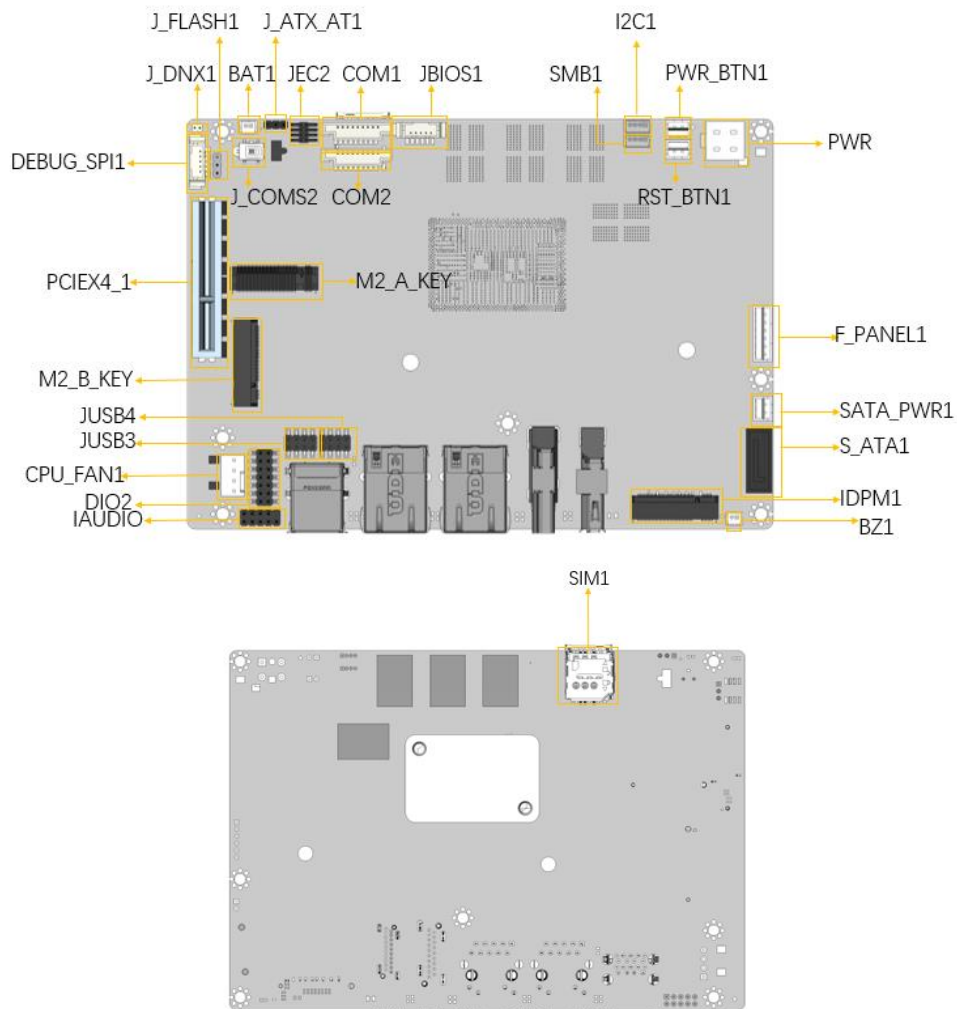 J_FLASH1
J_ATX_AT1
I2C1
J_DNX1
BAT1
JEC2
COM1
JBIOS1
SMB1
PWR_BTN1
DEBUG_SPI1
PWR
J_COMS2
COM2
RST_BTN1
PCIEX4_1
M2_A_KEY
F_PANEL1
M2_B_KEY
JUSB4
SATA_PWR1
JUSB3
S_ATA1
CPU_FAN1
DIO2
IDPM1
IAUDIO
BZ1
SIM1